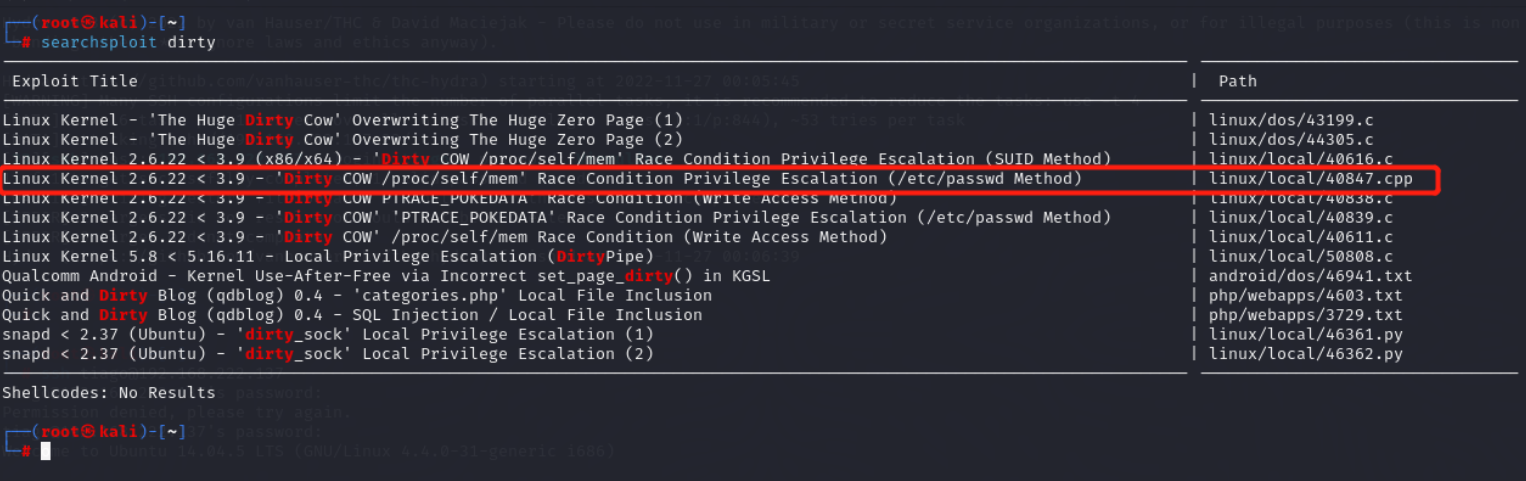 ┌──(root㉿kali)-[~]
└─# searchsploit dirty
Exploit Title | Path
Linux Kernel - 'The Huge Dirty Cow' Overwriting The Huge Zero Page (1) | linux/dos/43199.c
Linux Kernel - 'The Huge Dirty Cow' Overwriting The Huge Zero Page (2) | linux/dos/44305.c
Linux Kernel 2.6.22 < 3.9 (x86/x64) - 'Dirty COW /proc/self/mem' Race Condition Privilege Escalation (SUID Method) | linux/local/40616.c
Linux Kernel 2.6.22 < 3.9 - 'Dirty COW /proc/self/mem' Race Condition Privilege Escalation (/etc/passwd Method) | linux/local/40847.cpp
Linux Kernel 2.6.22 < 3.9 - 'Dirty COW PTRACE_POKEDATA' Race Condition (Write Access Method) | linux/local/40838.c
Linux Kernel 2.6.22 < 3.9 - 'Dirty COW' 'PTRACE_POKEDATA' Race Condition Privilege Escalation (/etc/passwd Method) | linux/local/40839.c
Linux Kernel 2.6.22 < 3.9 - 'Dirty COW' /proc/self/mem Race Condition (Write Access Method) | linux/local/40611.c
Linux Kernel 5.8 < 5.16.11 - Local Privilege Escalation (DirtyPipe) | linux/local/50808.c
Qualcomm Android - Kernel Use-After-Free via Incorrect set_page_dirty() in KGSL | android/dos/46941.txt
Quick and Dirty Blog (qdblog) 0.4 - 'categories.php' Local File Inclusion | php/webapps/4603.txt
Quick and Dirty Blog (qdblog) 0.4 - SQL Injection / Local File Inclusion | php/webapps/3729.txt
snapd < 2.37 (Ubuntu) - 'dirty_sock' Local Privilege Escalation (1) | linux/local/46361.py
snapd < 2.37 (Ubuntu) - 'dirty_sock' Local Privilege Escalation (2) | linux/local/46362.py
Shellcodes: No Results
┌──(root㉿kali)-[~]
└─#